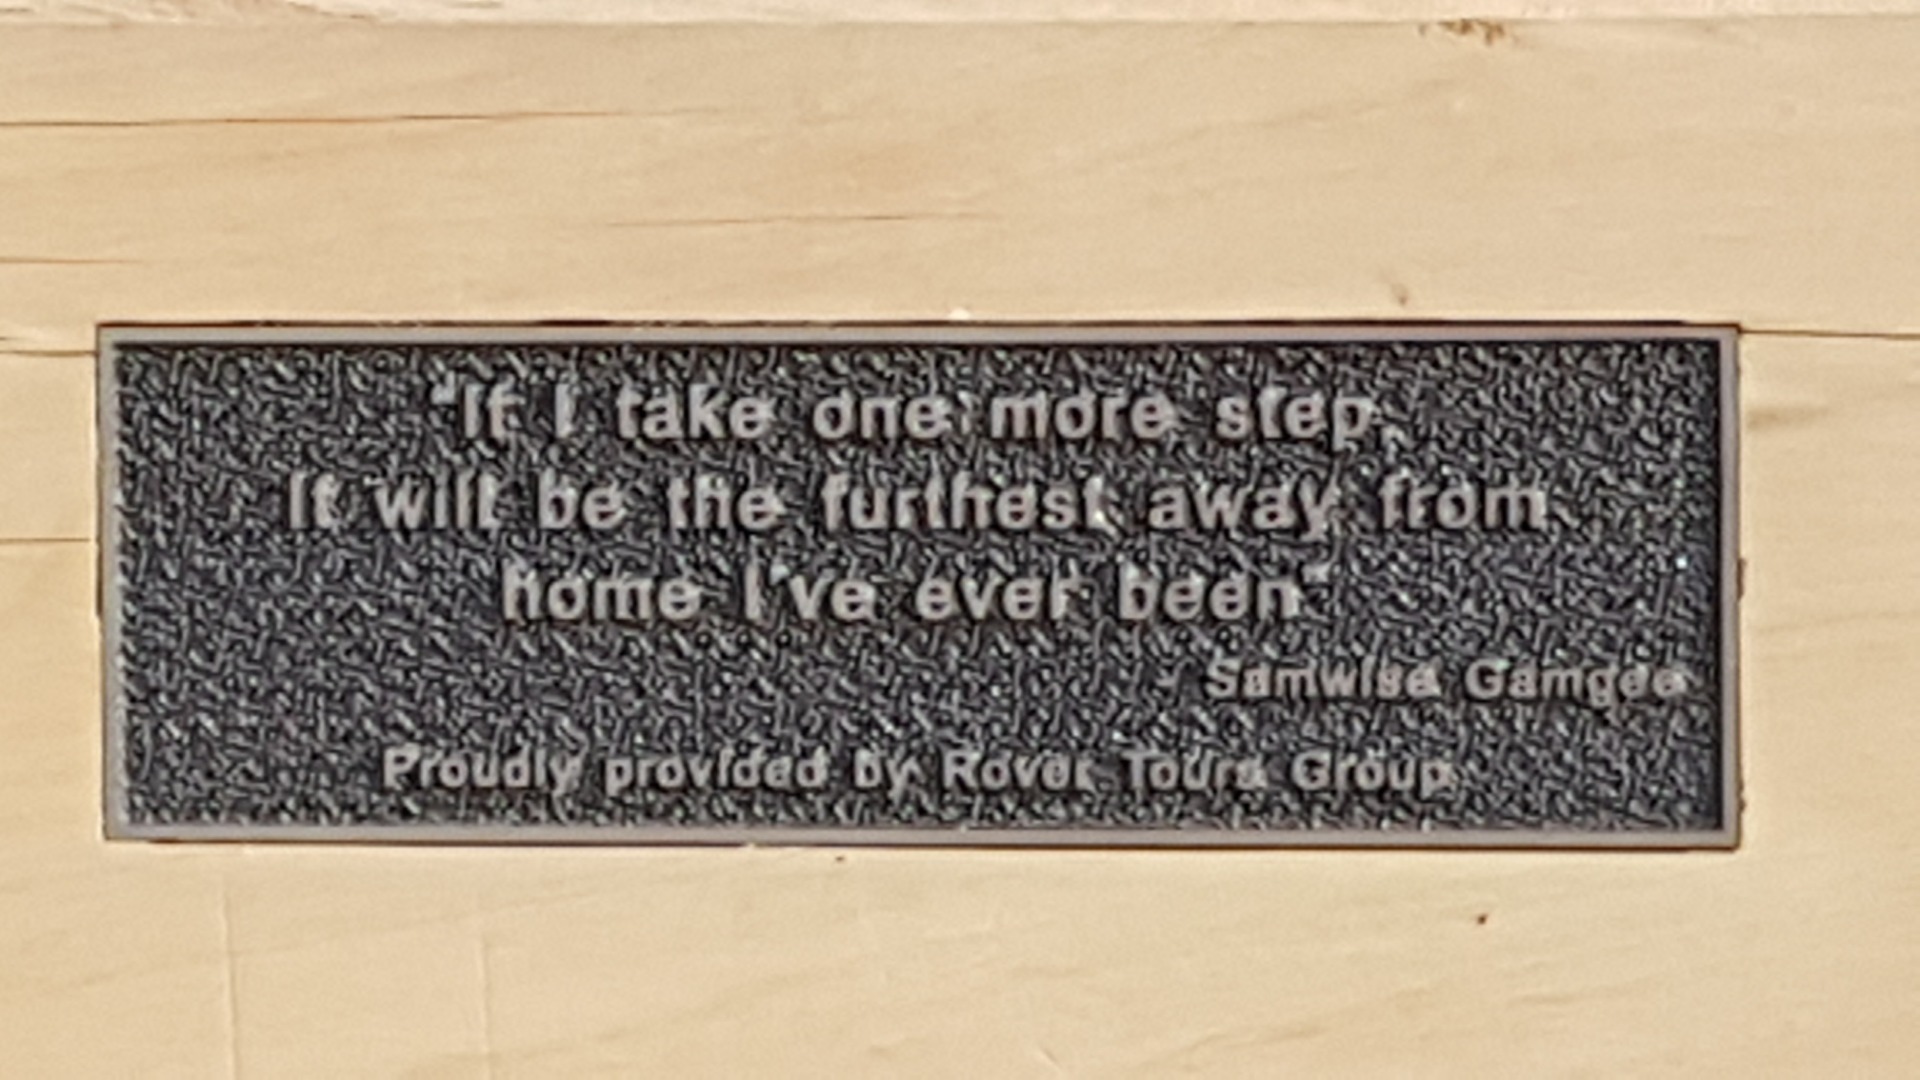 "If I take one more step,
It will be the furthest away from
home I've ever been"
Samwise Gamgee
Proudly provided by Rover Tours Group